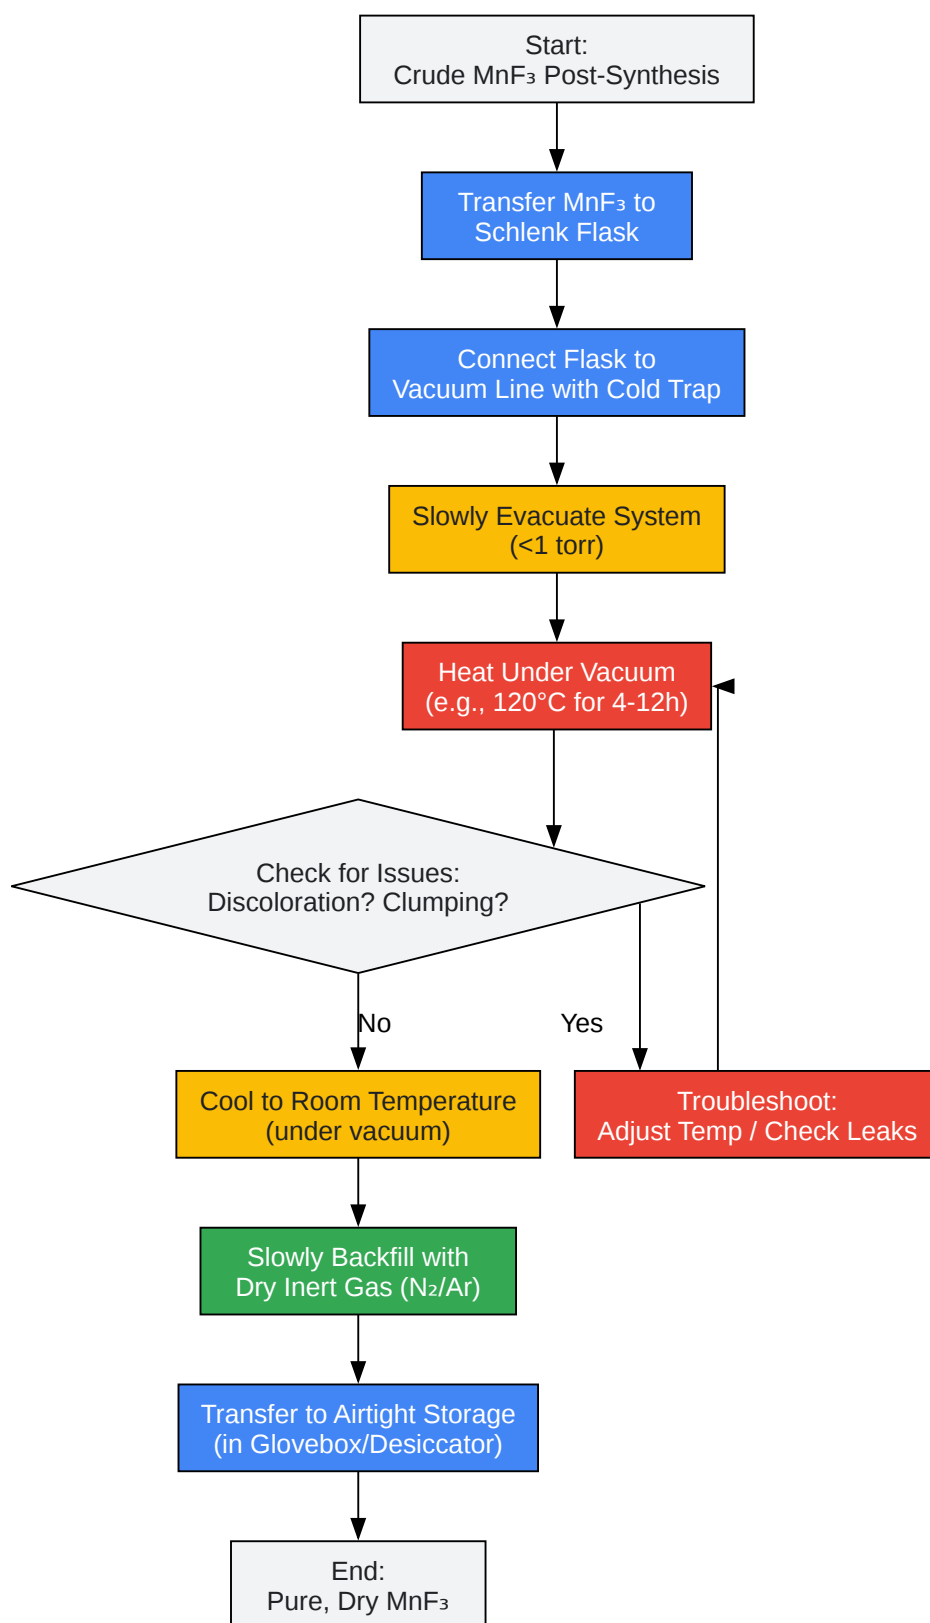 Start:
Crude MnF₃ Post-Synthesis
Transfer MnF₃ to
Schlenk Flask
Connect Flask to
Vacuum Line with Cold Trap
Slowly Evacuate System
(<1 torr)
Heat Under Vacuum
(e.g., 120°C for 4-12h)
Check for Issues:
Discoloration? Clumping?
No
Yes
Cool to Room Temperature
(under vacuum)
Troubleshoot:
Adjust Temp / Check Leaks
Slowly Backfill with
Dry Inert Gas (N₂/Ar)
Transfer to Airtight Storage
(in Glovebox/Desiccator)
End:
Pure, Dry MnF₃